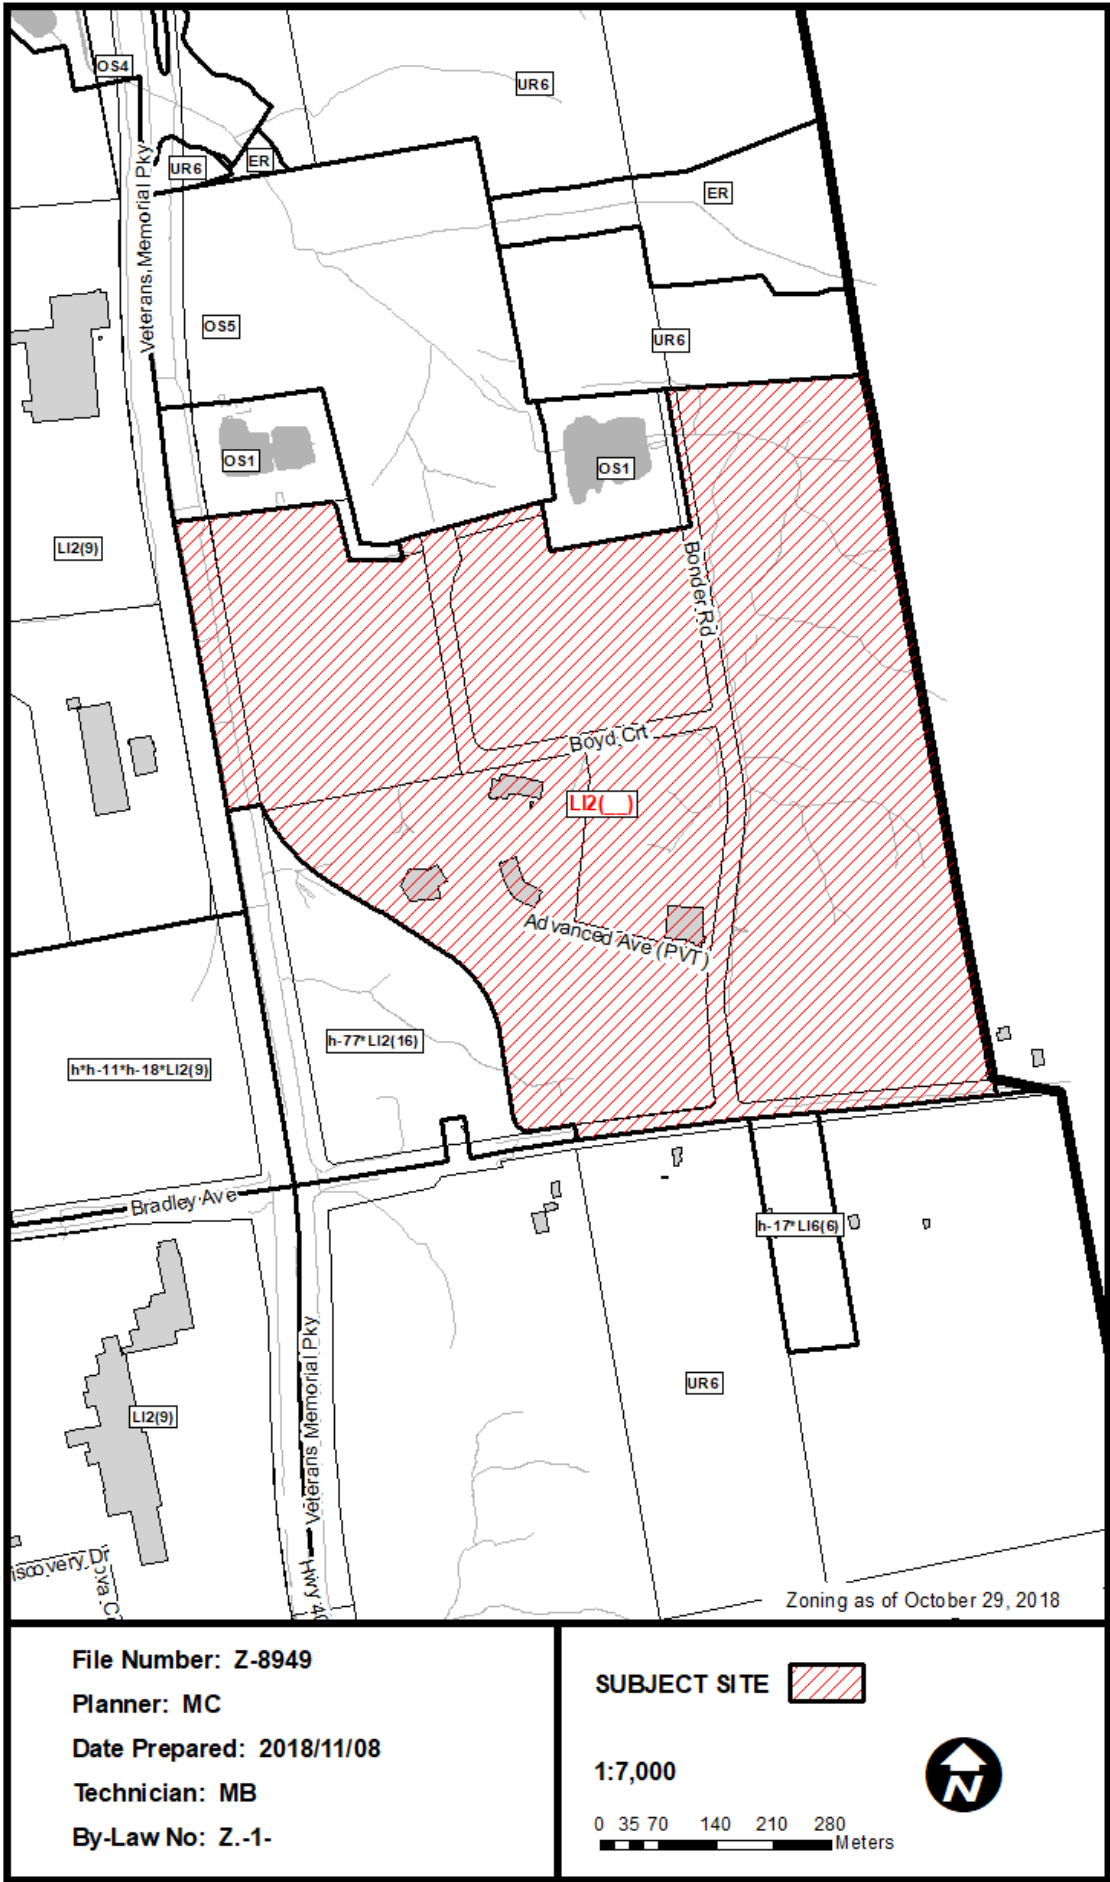 OS4
UR6
UR6
ER
ER
Veterans Memorial Pky
OS5
UR6
OS1
OS1
LI2(9)
Bonder Rd
Boyd Crt
LI2(__)
Advanced Ave (PVT)
h-77*LI2(16)
h*h-11*h-18*LI2(9)
Bradley Ave
h-17*LI6(6)
Veterans Memorial Pky
UR6
LI2(9)
iscovery Dr
ova C
Hwy 40
Zoning as of October 29, 2018
File Number: Z-8949
Planner: MC
Date Prepared: 2018/11/08
Technician: MB
By-Law No: Z.-1-
SUBJECT SITE
1:7,000
N
0 35 70 140 210 280
Meters